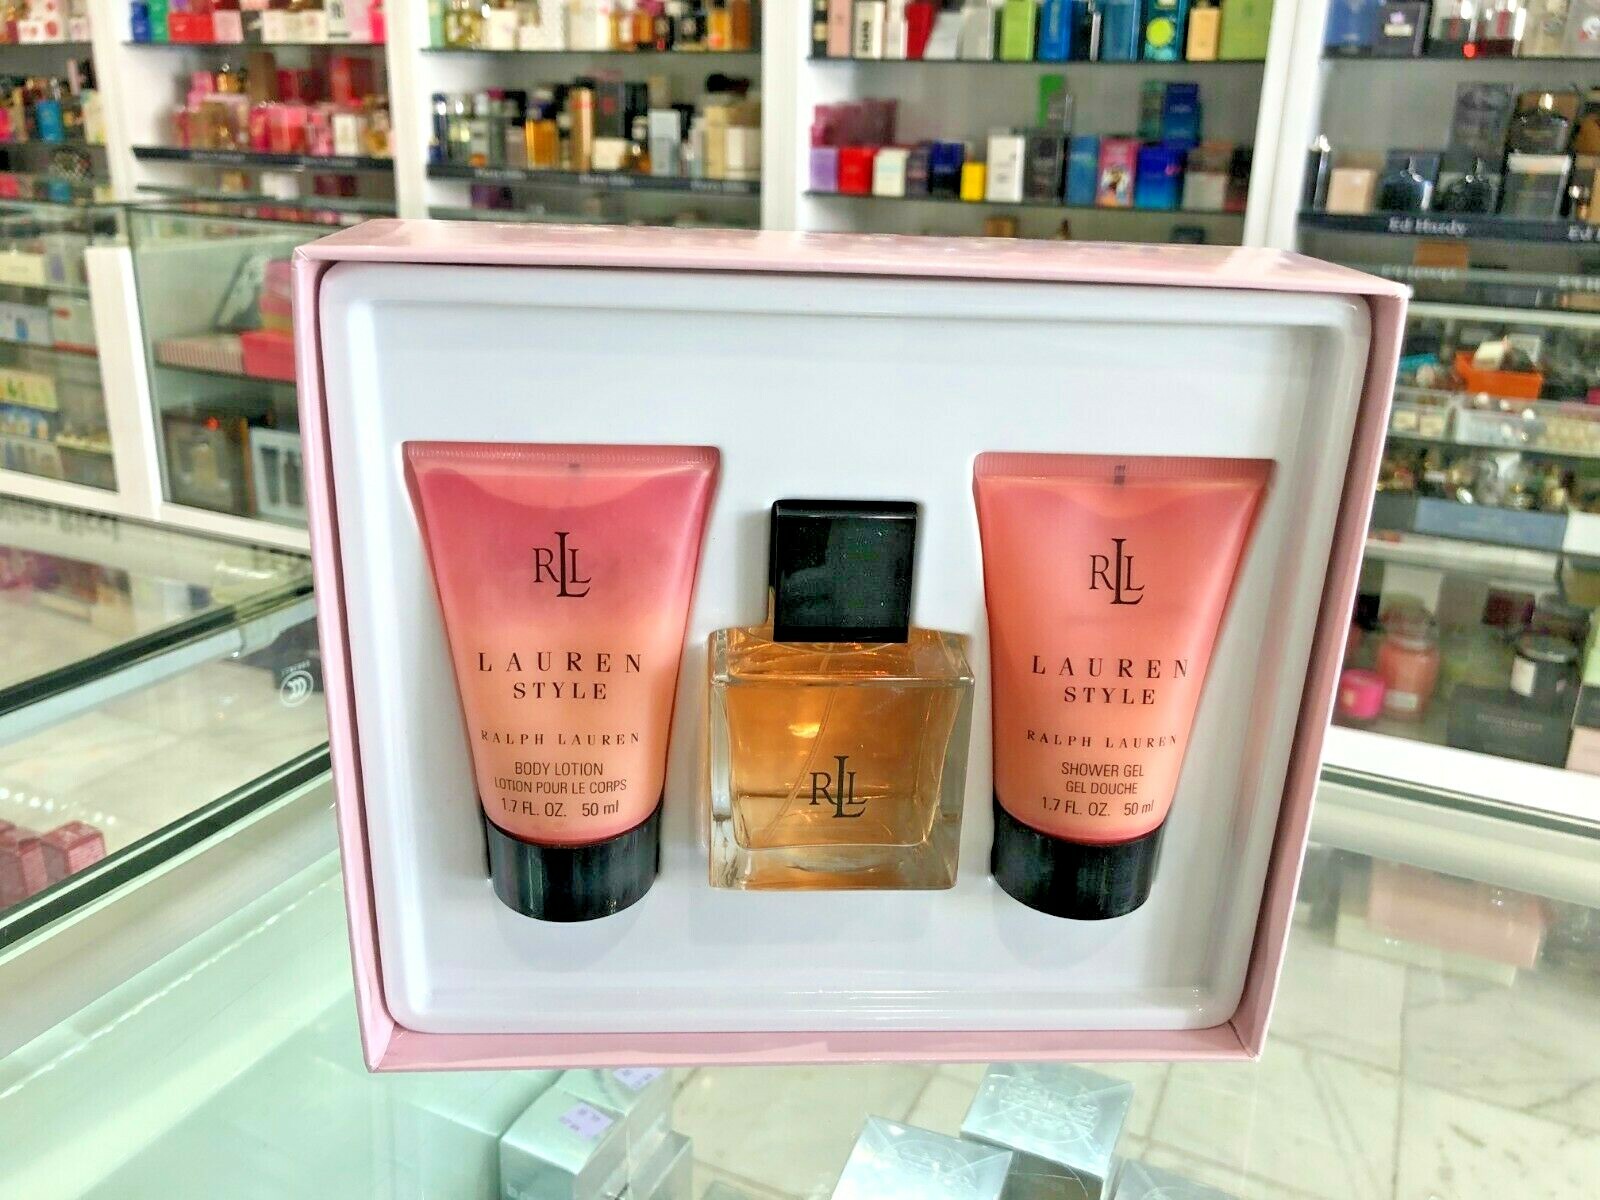 Ed Hardy
RLL
LAUREN
STYLE
RALPH LAUREN
BODY LOTION
LOTION POUR LE CORPS
1.7 FL. OZ. 50 ml
RLL
RLL
LAUREN
STYLE
RALPH LAUREN
SHOWER GEL
GEL DOUCHE
1.7 FL. OZ. 50 ml